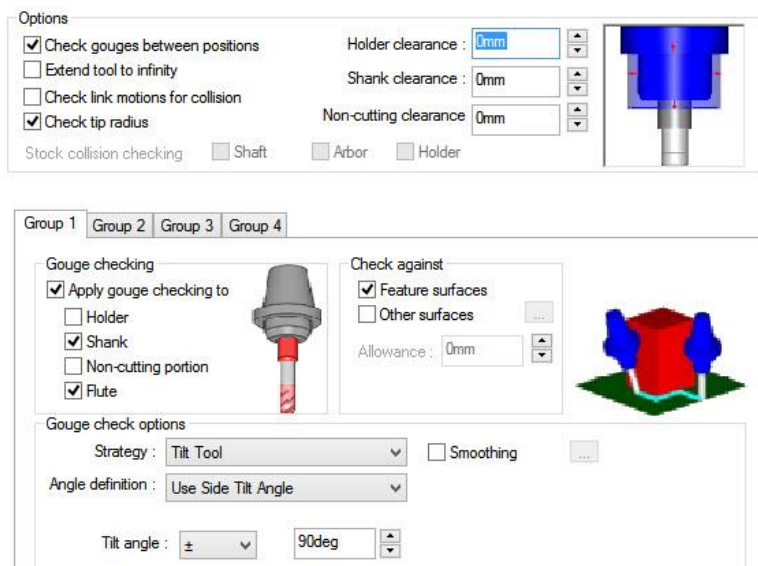 Options
Check gouges between positions
Holder clearance : 0mm
Extend tool to infinity
Shank clearance : 0mm
Check link motions for collision
Check tip radius
Non-cutting clearance 0mm
Stock collision checking Shaft Arbor Holder
Group 1 Group 2 Group 3 Group 4
Gouge checking
Apply gouge checking to
Holder
Shank
Non-cutting portion
Flute
Check against
Feature surfaces
Other surfaces ...
Allowance : 0mm
Gouge check options
Strategy : Tilt Tool Smoothing ...
Angle definition : Use Side Tilt Angle
Tilt angle : ± 90deg